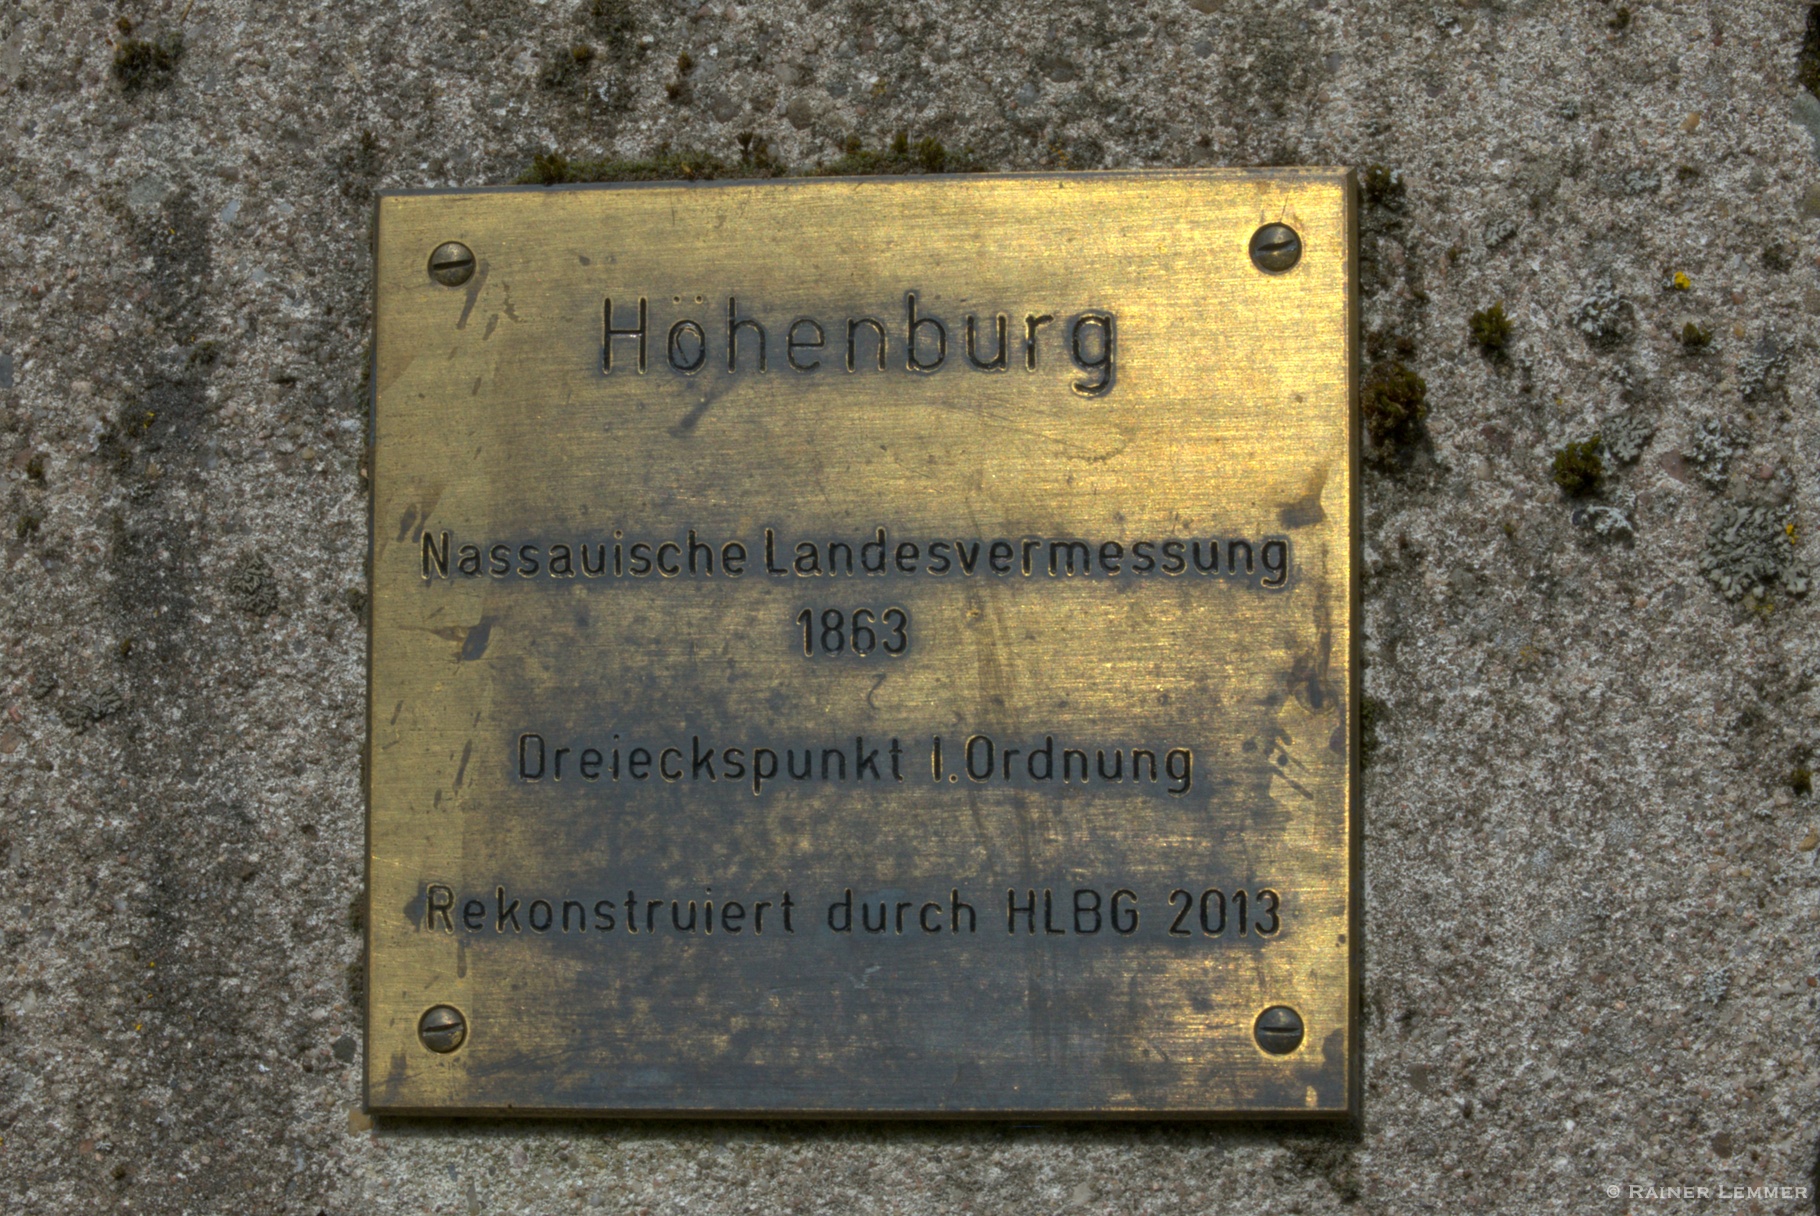 Höhenburg
Nassauische Landesvermessung
1863
Dreieckspunkt I.Ordnung
Rekonstruiert durch HLBG 2013
© RAINER LEMMER